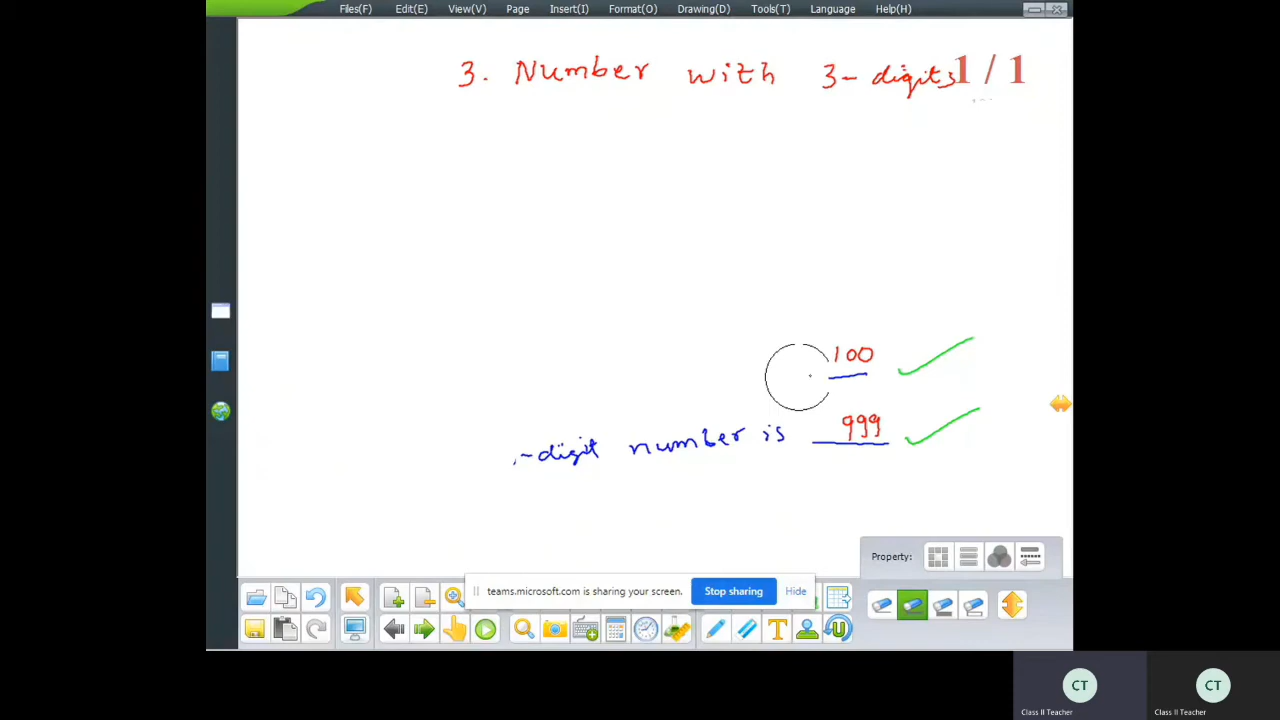 Files(F) Edit(E) View(V) Page Insert(I) Format(O) Drawing(D) Tools(T) Language Help(H)
3. Number with 3-digits 1 / 1
100
-digit number is 999
Property:
teams.microsoft.com is sharing your screen. Stop sharing Hide
CT CT
Class II Teacher Class II Teacher